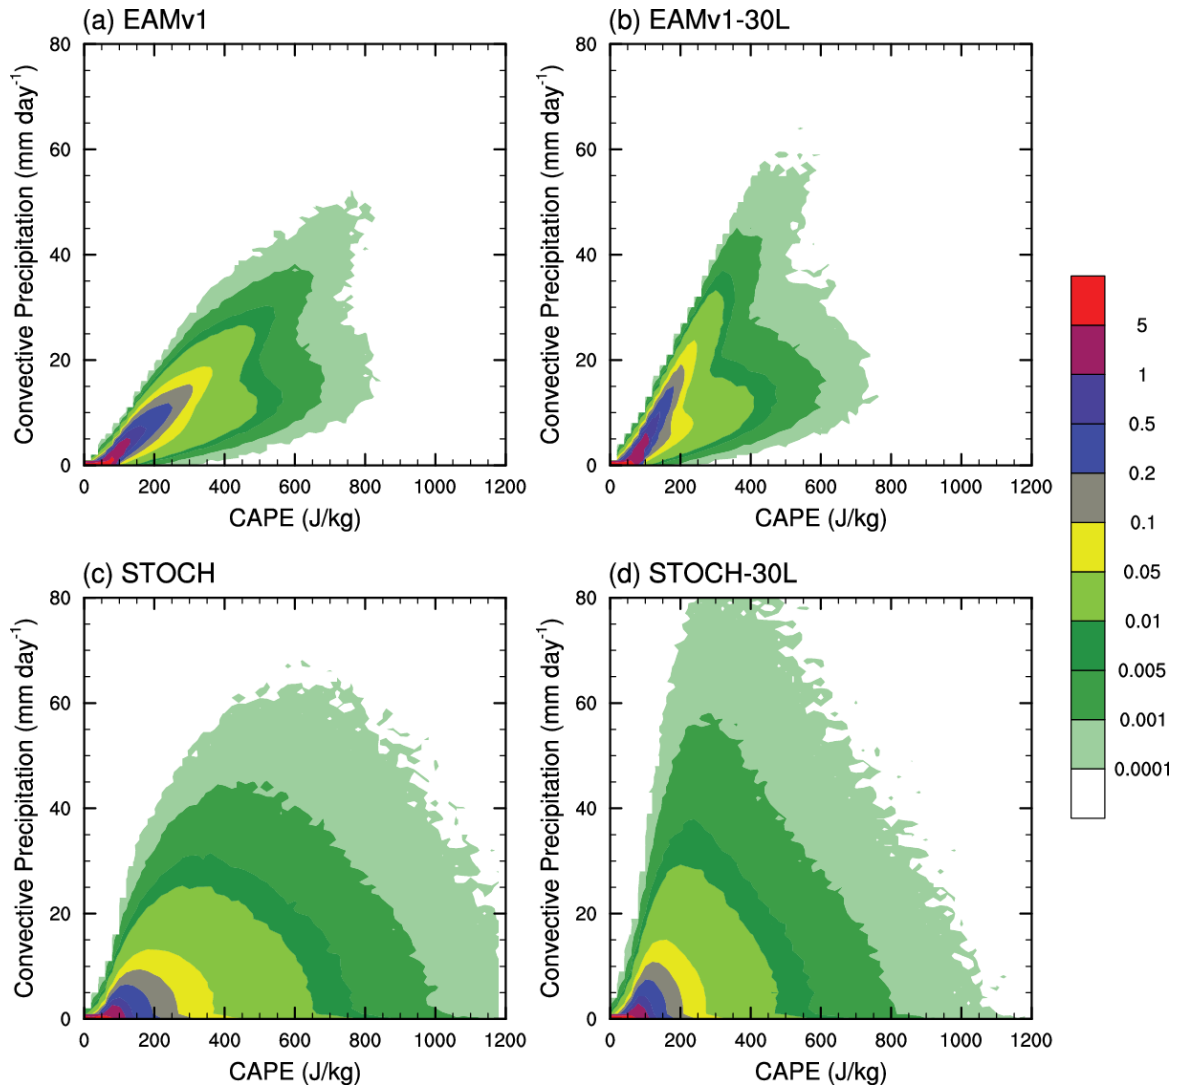 (a) EAMv1
80
60
40
20
0
Convective Precipitation (mm day-1)
0 200 400 600 800 1000 1200
CAPE (J/kg)
(b) EAMv1-30L
80
60
40
20
0
Convective Precipitation (mm day-1)
0 200 400 600 800 1000 1200
CAPE (J/kg)
5
1
0.5
0.2
0.1
0.05
0.01
0.005
0.001
0.0001
(c) STOCH
80
60
40
20
0
Convective Precipitation (mm day-1)
0 200 400 600 800 1000 1200
CAPE (J/kg)
(d) STOCH-30L
80
60
40
20
0
Convective Precipitation (mm day-1)
0 200 400 600 800 1000 1200
CAPE (J/kg)